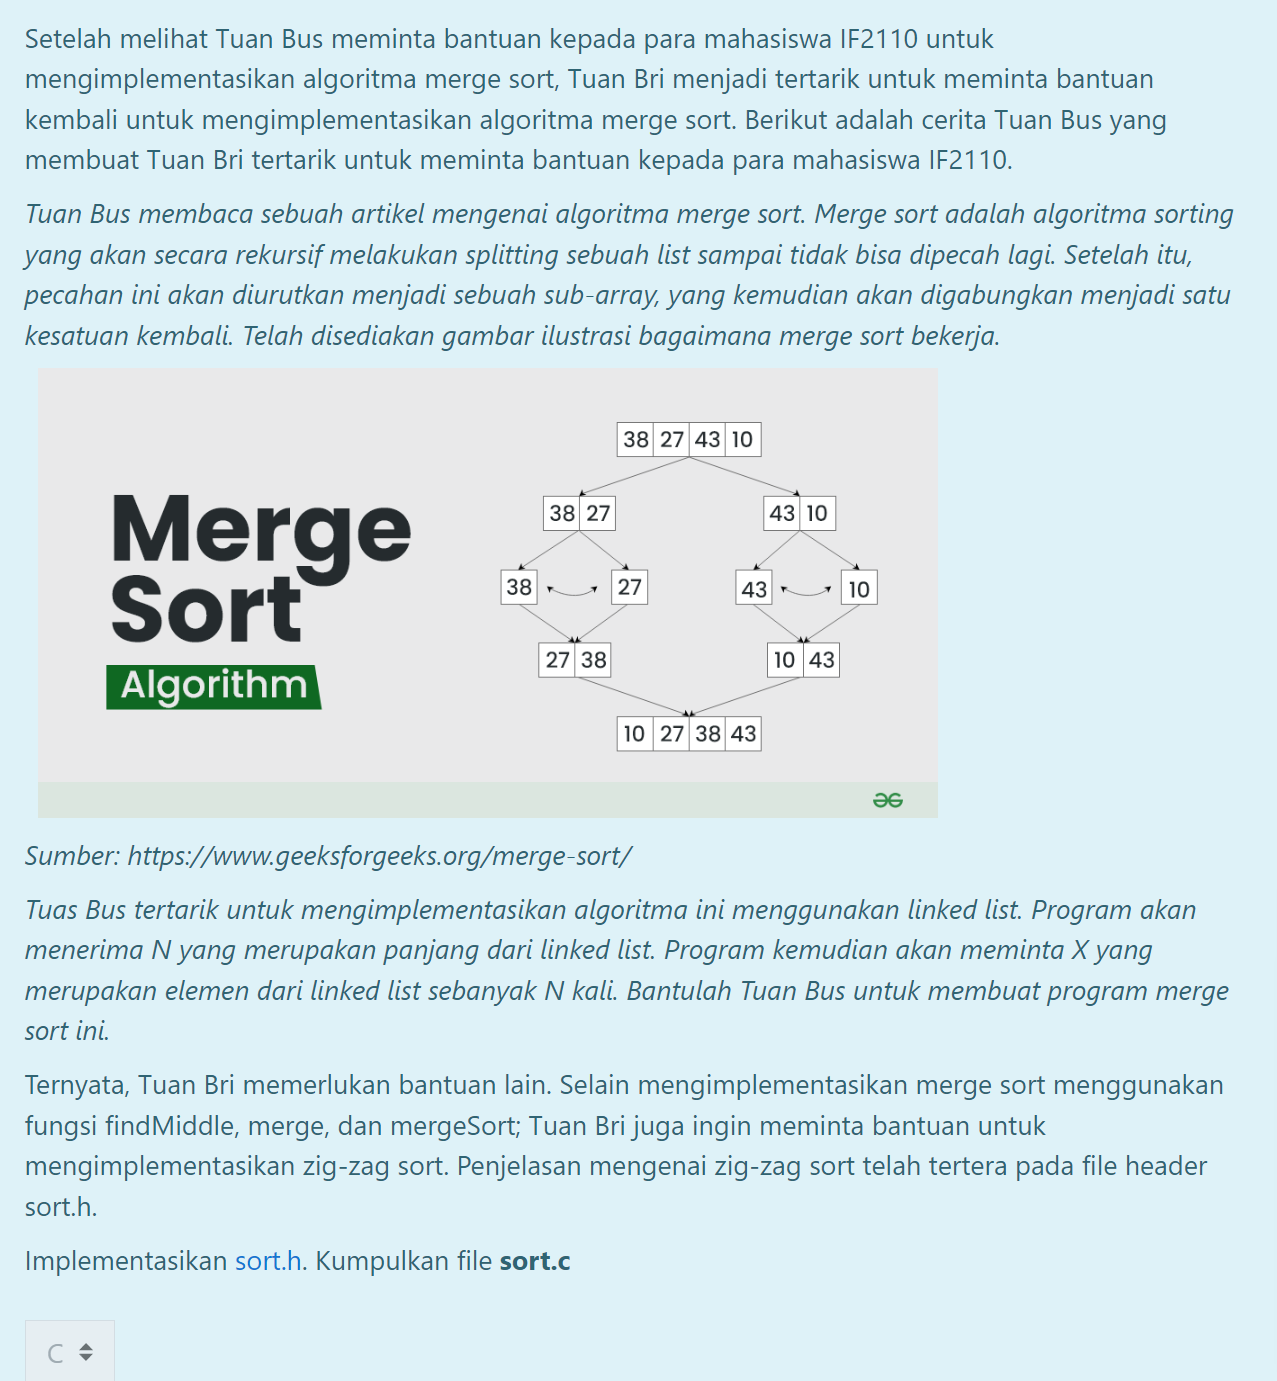 Setelah melihat Tuan Bus meminta bantuan kepada para mahasiswa IF2110 untuk
mengimplementasikan algoritma merge sort, Tuan Bri menjadi tertarik untuk meminta bantuan
kembali untuk mengimplementasikan algoritma merge sort. Berikut adalah cerita Tuan Bus yang
membuat Tuan Bri tertarik untuk meminta bantuan kepada para mahasiswa IF2110.
Tuan Bus membaca sebuah artikel mengenai algoritma merge sort. Merge sort adalah algoritma sorting
yang akan secara rekursif melakukan splitting sebuah list sampai tidak bisa dipecah lagi. Setelah itu,
pecahan ini akan diurutkan menjadi sebuah sub-array, yang kemudian akan digabungkan menjadi satu
kesatuan kembali. Telah disediakan gambar ilustrasi bagaimana merge sort bekerja.
Merge
Sort
Algorithm
38 27 43 10
38 27
43 10
38
27
43
10
27 38
10 43
10 27 38 43
Sumber: https://www.geeksforgeeks.org/merge-sort/
Tuas Bus tertarik untuk mengimplementasikan algoritma ini menggunakan linked list. Program akan
menerima N yang merupakan panjang dari linked list. Program kemudian akan meminta X yang
merupakan elemen dari linked list sebanyak N kali. Bantulah Tuan Bus untuk membuat program merge
sort ini.
Ternyata, Tuan Bri memerlukan bantuan lain. Selain mengimplementasikan merge sort menggunakan
fungsi findMiddle, merge, dan mergeSort; Tuan Bri juga ingin meminta bantuan untuk
mengimplementasikan zig-zag sort. Penjelasan mengenai zig-zag sort telah tertera pada file header
sort.h.
Implementasikan sort.h. Kumpulkan file sort.c
C